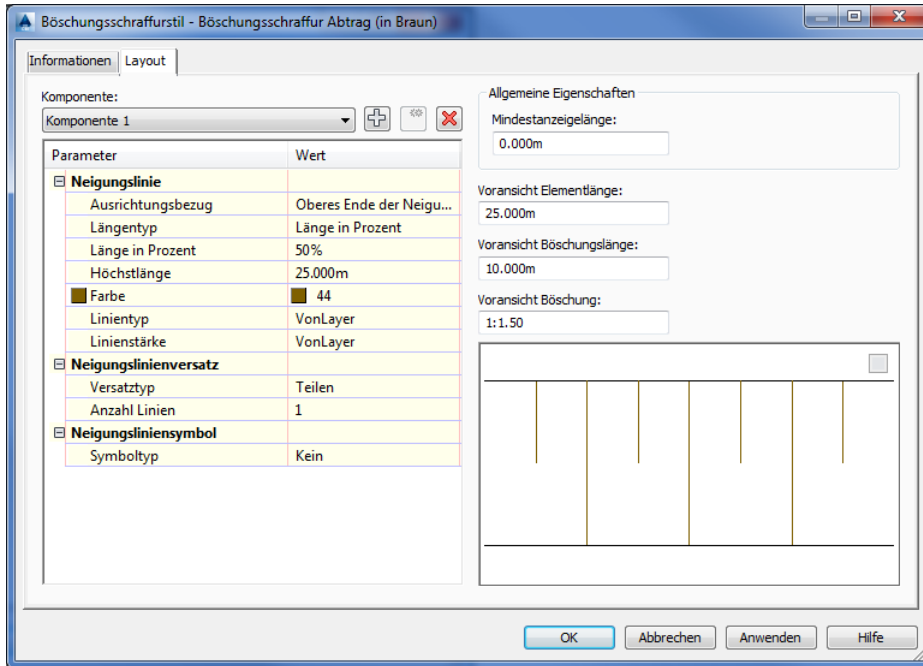 Böschungsschraffurstil - Böschungsschraffur Abtrag (in Braun)
Informationen Layout
Komponente:
Komponente 1
Parameter Wert
Neigungslinie
Ausrichtungsbezug Oberes Ende der Neigu...
Längentyp Länge in Prozent
Länge in Prozent 50%
Höchstlänge 25.000m
Farbe 44
Linientyp VonLayer
Linienstärke VonLayer
Neigungslinienversatz
Versatztyp Teilen
Anzahl Linien 1
Neigungsliniensymbol
Symboltyp Kein
Allgemeine Eigenschaften
Mindestanzeigelänge:
0.000m
Voransicht Elementlänge:
25.000m
Voransicht Böschungslänge:
10.000m
Voransicht Böschung:
1:1.50
OK Abbrechen Anwenden Hilfe